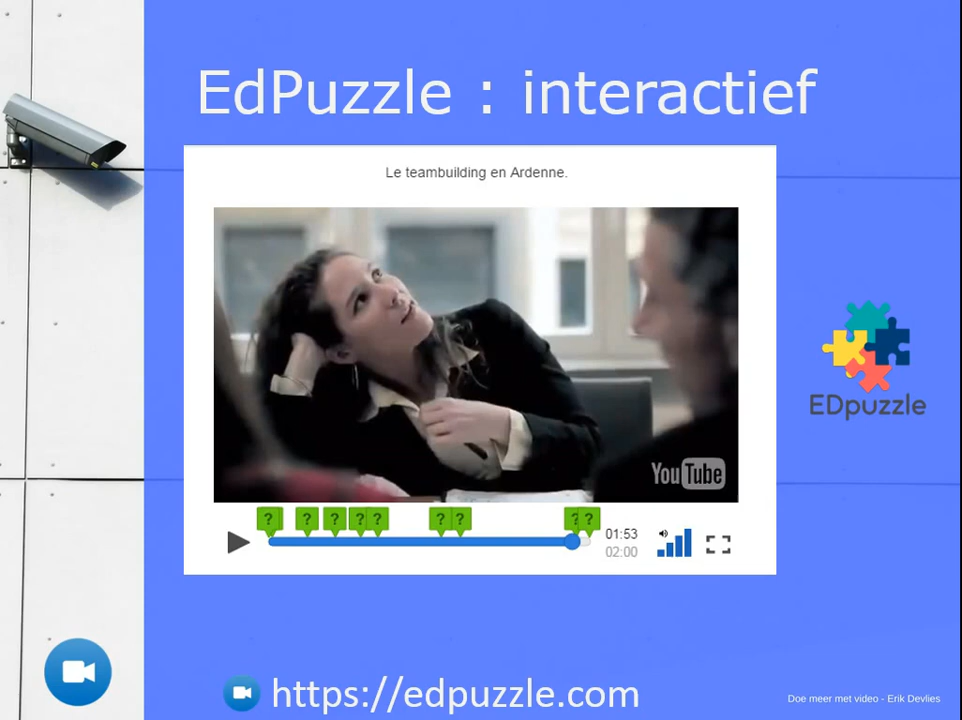 EdPuzzle : interactief
Le teambuilding en Ardenne.
YouTube
? ? ? ? ? ? ? ? ?
01:53
02:00
EDpuzzle
https://edpuzzle.com
Doe meer met video - Erik Devlies